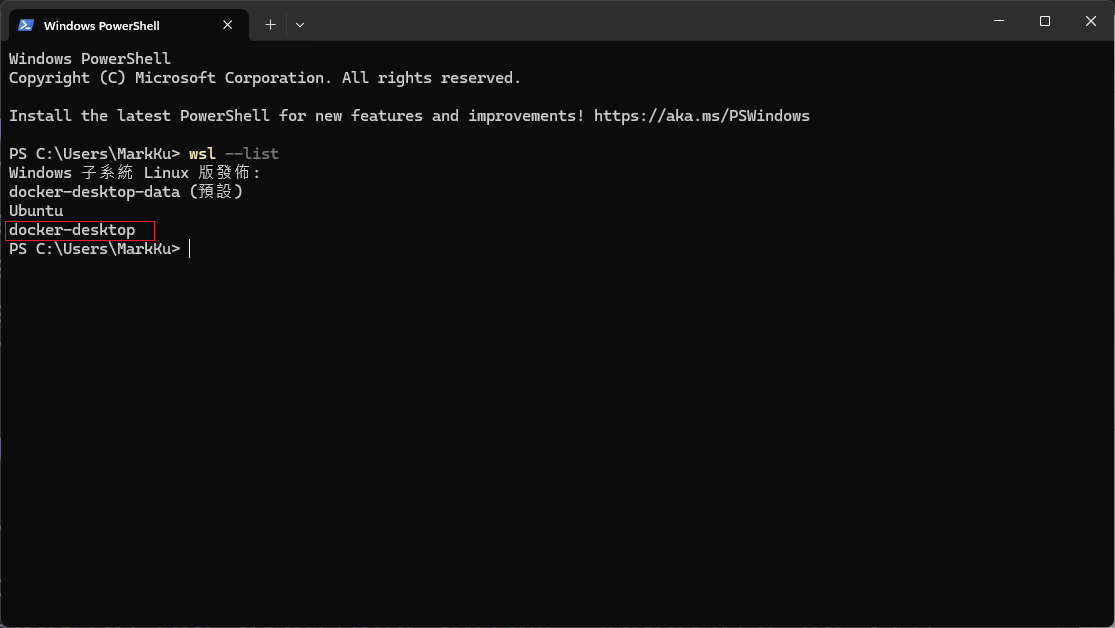 Windows PowerShell
Windows PowerShell
Copyright (C) Microsoft Corporation. All rights reserved.
Install the latest PowerShell for new features and improvements! https://aka.ms/PSWindows
PS C:\Users\MarkKu> wsl --list
Windows 子系統 Linux 版發佈:
docker-desktop-data (預設)
Ubuntu
docker-desktop
PS C:\Users\MarkKu>